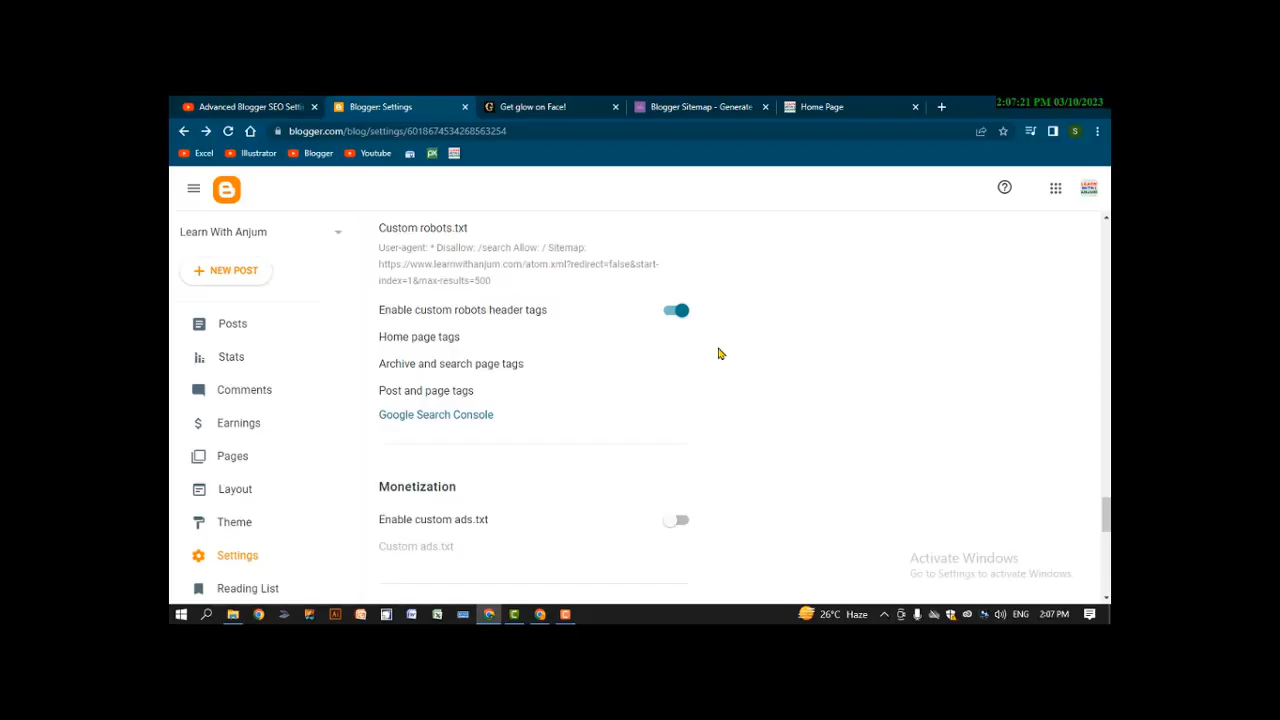 2:07:21 PM 03/10/2023
Advanced Blogger SEO Setti
Blogger: Settings
Get glow on Face!
Blogger Sitemap - Generate
Home Page
blogger.com/blog/settings/6018674534268563254
Excel
Illustrator
Blogger
Youtube
Learn With Anjum
NEW POST
Posts
Stats
Comments
Earnings
Pages
Layout
Theme
Settings
Reading List
Custom robots.txt
User-agent: * Disallow: /search Allow: / Sitemap:
https://www.learnwithanjum.com/atom.xml?redirect=false&start-
index=1&max-results=500
Enable custom robots header tags
Home page tags
Archive and search page tags
Post and page tags
Google Search Console
Monetization
Enable custom ads.txt
Custom ads.txt
Activate Windows
Go to Settings to activate Windows.
26°C Haze
ENG
2:07 PM